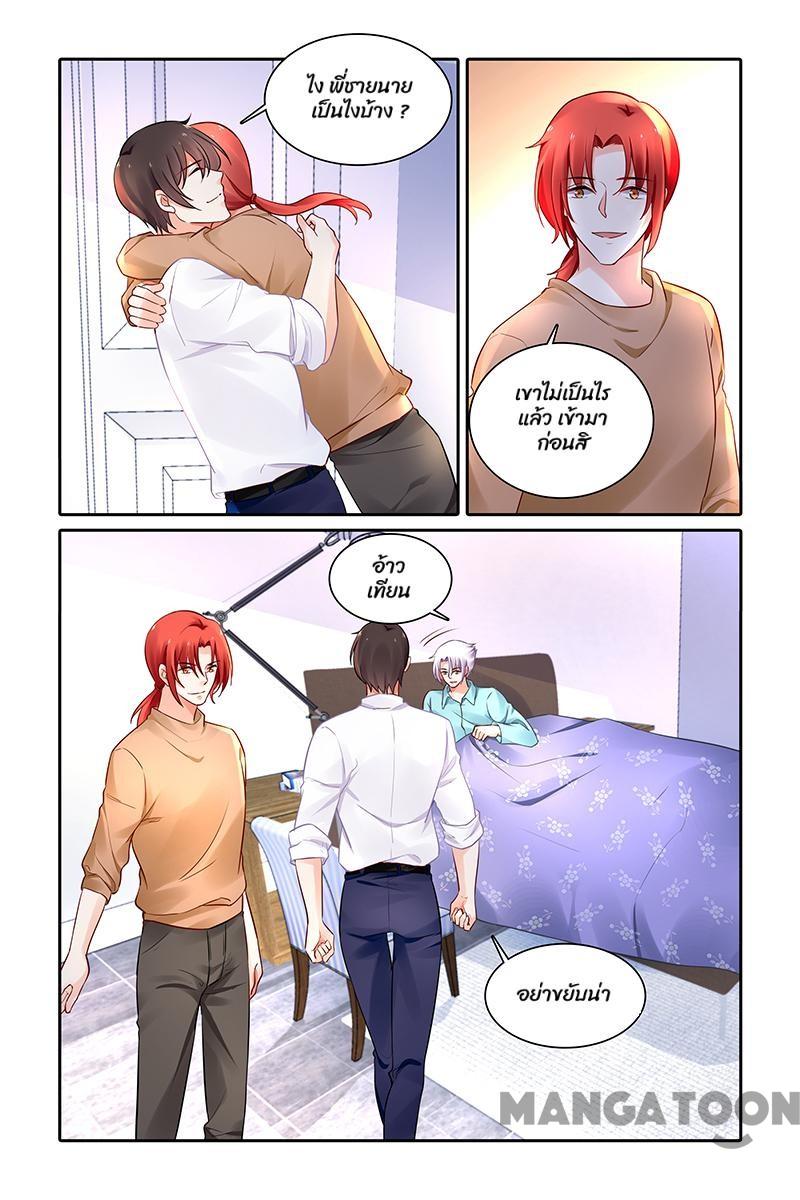 ไง พี่ชายนาย
เป็นไงบ้าง ?
เขาไม่เป็นไร
แล้ว เข้ามา
ก่อนสิ
อ้าว
เทียน
อย่าขยับน่า
MANGATOON